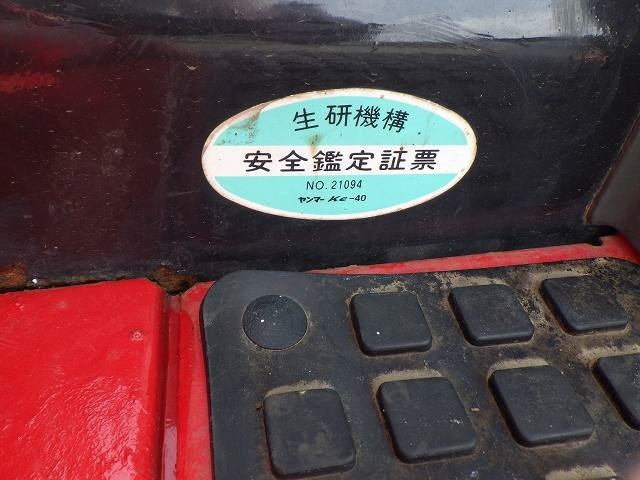 生研機構
安全鑑定証票
NO. 21094
ヤンマー Ke-40